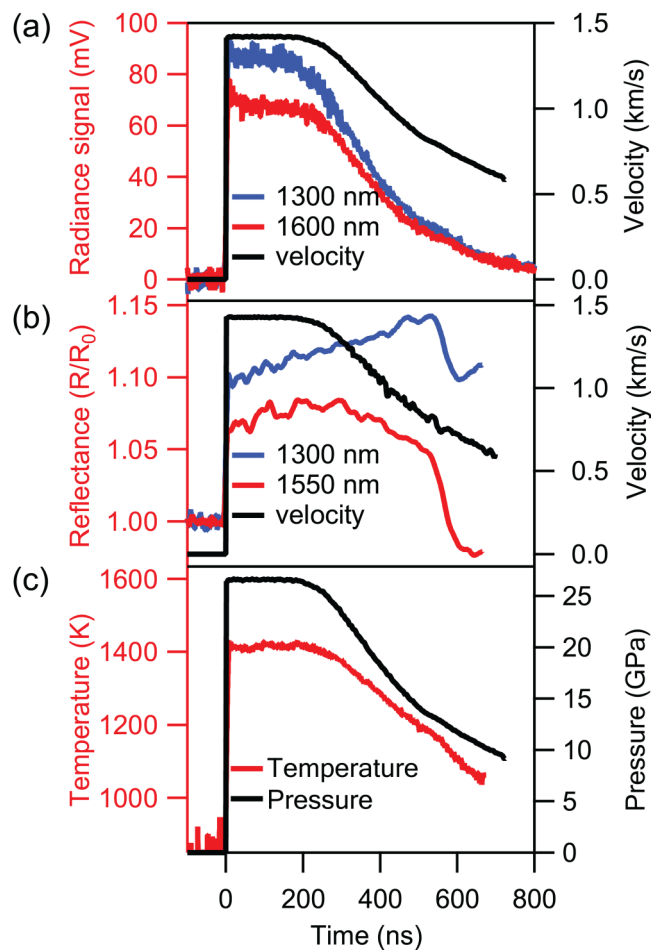 (a)
100
80
60
40
20
0
Radiance signal (mV)
1300 nm
1600 nm
velocity
1.5
1.0
0.5
0.0
Velocity (km/s)
(b)
1.15
1.10
1.05
1.00
Reflectance (R/R₀)
1300 nm
1550 nm
velocity
1.5
1.0
0.5
0.0
Velocity (km/s)
(c)
1600
1400
1200
1000
Temperature (K)
Temperature
Pressure
25
20
15
10
5
0
Pressure (GPa)
0 200 400 600 800
Time (ns)